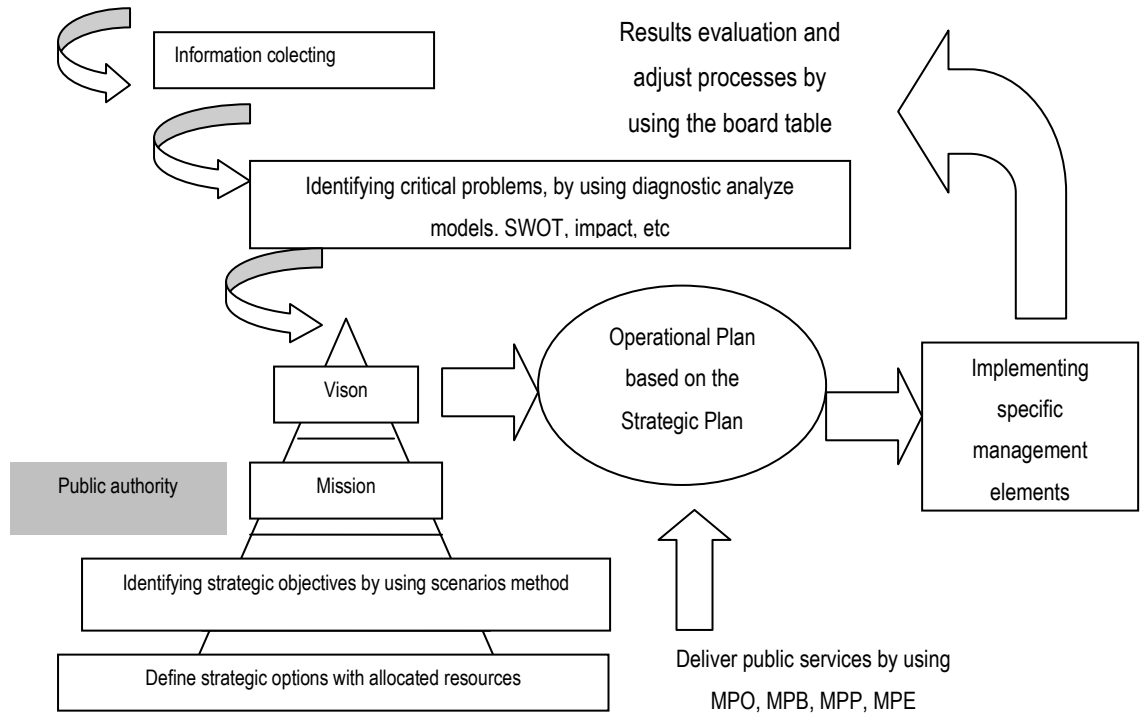 Information colecting
Results evaluation and
adjust processes by
using the board table
Identifying critical problems, by using diagnostic analyze
models. SWOT, impact, etc
Vison
Operational Plan
based on the
Strategic Plan
Implementing
specific
management
elements
Public authority
Mission
Identifying strategic objectives by using scenarios method
Define strategic options with allocated resources
Deliver public services by using
MPO, MPB, MPP, MPE